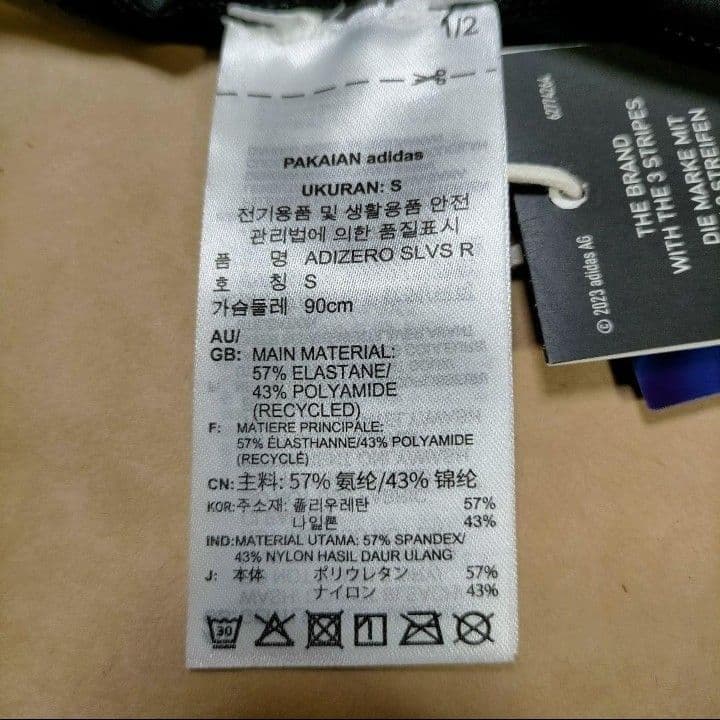 1/2
PAKAIAN adidas
UKURAN: S
전기용품 및 생활용품 안전
관리법에 의한 품질표시
품 명 ADIZERO SLVS R
호 칭 S
가슴둘레 90cm
AU/
GB: MAIN MATERIAL:
57% ELASTANE/
43% POLYAMIDE
(RECYCLED)
F: MATIERE PRINCIPALE:
57% ÉLASTHANNE/43% POLYAMIDE
(RECYCLÉ)
CN: 主料: 57% 氨纶/43% 锦纶
KOR: 주소재: 폴리우레탄 57%
나일론 43%
IND: MATERIAL UTAMA: 57% SPANDEX/
43% NYLON HASIL DAUR ULANG
J: 本体 ポリウレタン 57%
ナイロン 43%
30
62774264
THE BRAND
WITH THE 3 STRIPES
DIE MARKE MIT
STREIFEN
© 2023 adidas AG